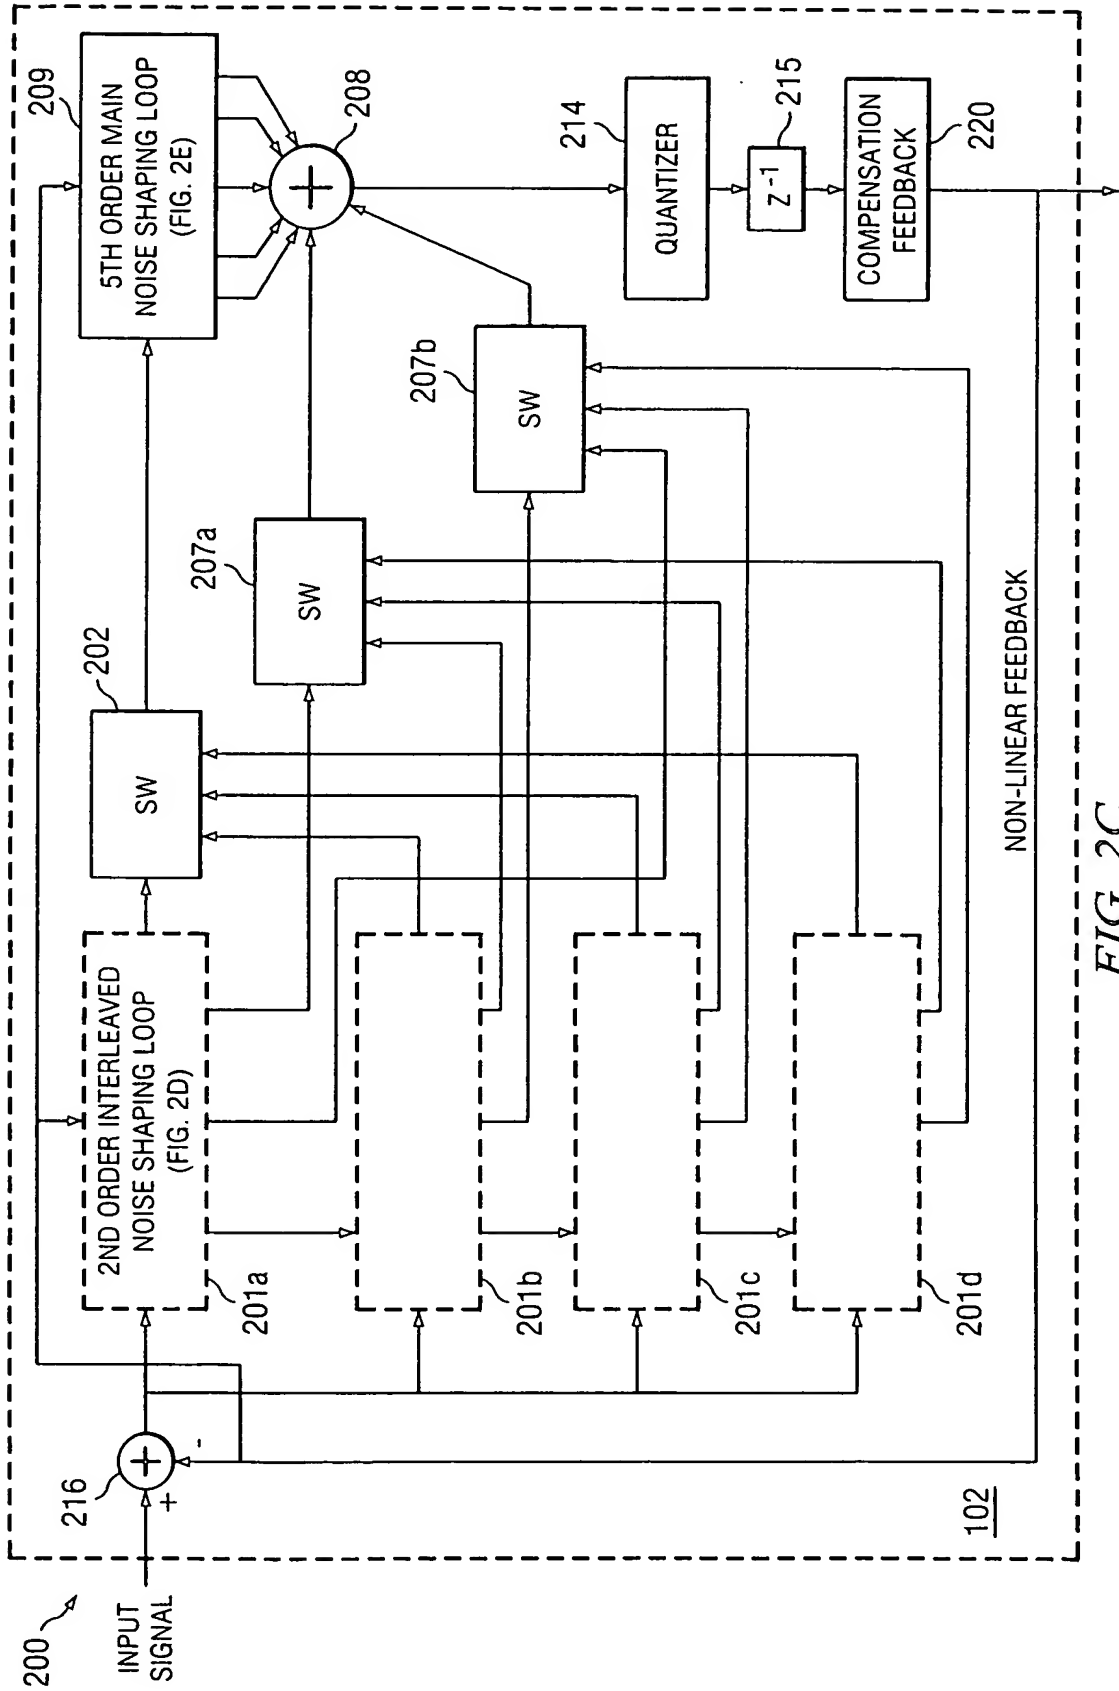 200
INPUT
SIGNAL
216
+
-
102
2ND ORDER INTERLEAVED
NOISE SHAPING LOOP
(FIG. 2D)
201a
201b
201c
201d
202
SW
207a
SW
207b
SW
209
5TH ORDER MAIN
NOISE SHAPING LOOP
(FIG. 2E)
208
214
QUANTIZER
215
Z⁻¹
220
COMPENSATION
FEEDBACK
NON-LINEAR FEEDBACK
FIG. 2C